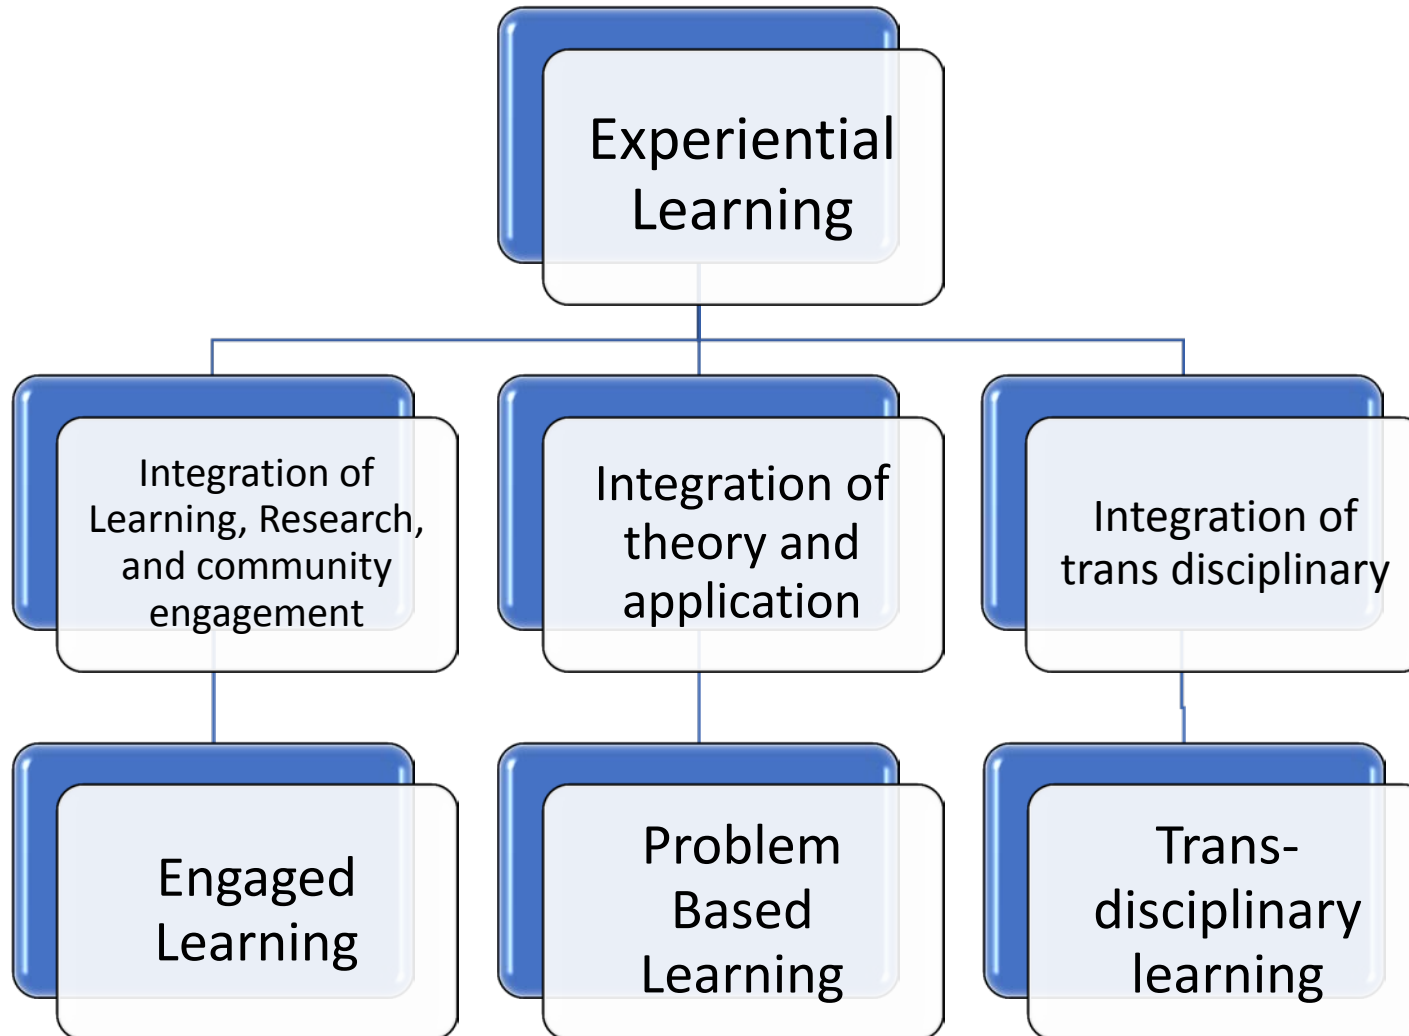 Experiential
Learning
Integration of
Learning, Research,
and community
engagement
Integration of
theory and
application
Integration of
trans disciplinary
Engaged
Learning
Problem
Based
Learning
Trans-
disciplinary
learning